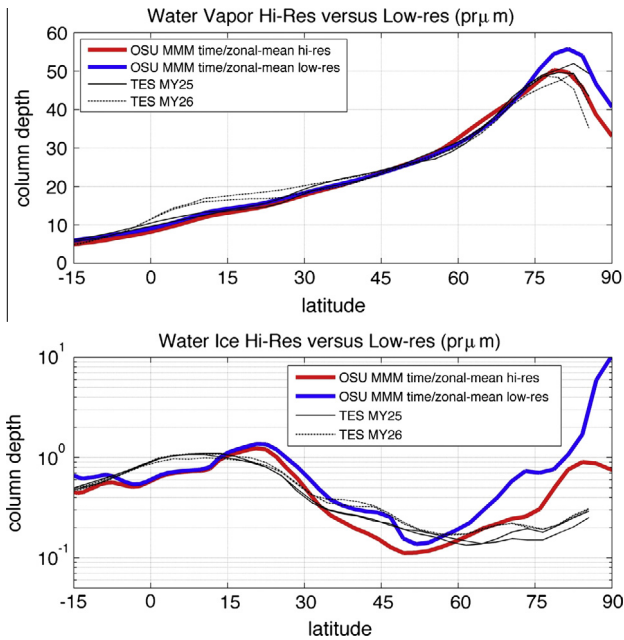 Water Vapor Hi-Res versus Low-res (prμm)
60
50
40
30
20
10
0
column depth
OSU MMM time/zonal-mean hi-res
OSU MMM time/zonal-mean low-res
TES MY25
TES MY26
-15 0 15 30 45 60 75 90
latitude
Water Ice Hi-Res versus Low-res (prμm)
10^1
10^0
10^-1
column depth
OSU MMM time/zonal-mean hi-res
OSU MMM time/zonal-mean low-res
TES MY25
TES MY26
-15 0 15 30 45 60 75 90
latitude